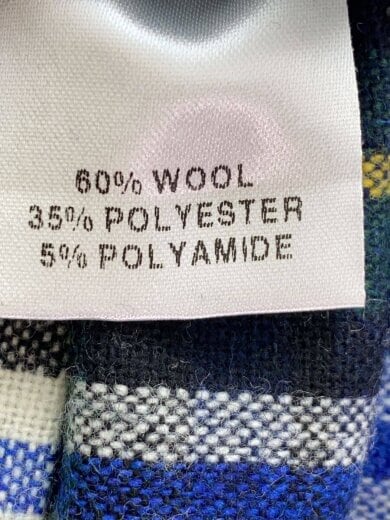 60% WOOL
35% POLYESTER
5% POLYAMIDE